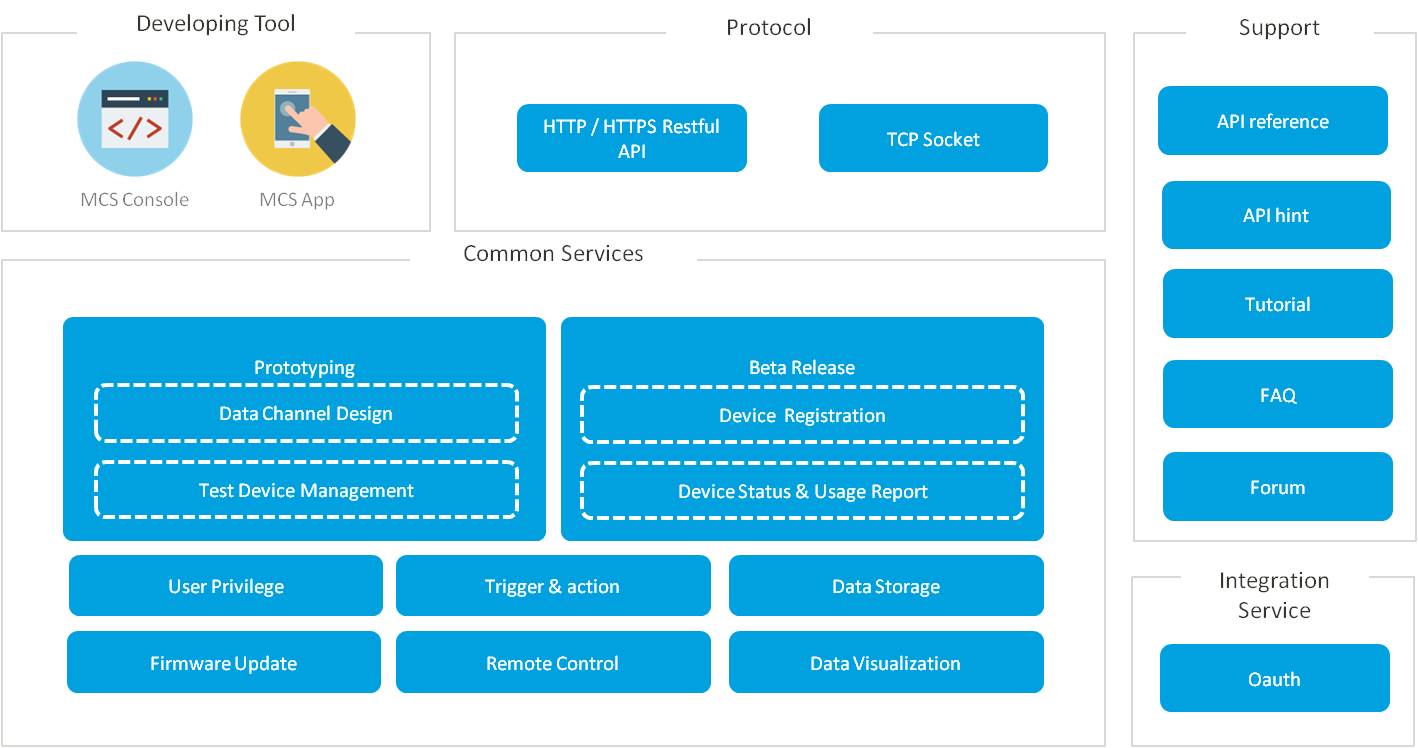 Developing Tool
MCS Console
MCS App
Protocol
HTTP / HTTPS Restful
API
TCP Socket
Support
API reference
API hint
Tutorial
FAQ
Forum
Common Services
Prototyping
Data Channel Design
Test Device Management
Beta Release
Device Registration
Device Status & Usage Report
User Privilege
Trigger & action
Data Storage
Firmware Update
Remote Control
Data Visualization
Integration
Service
Oauth